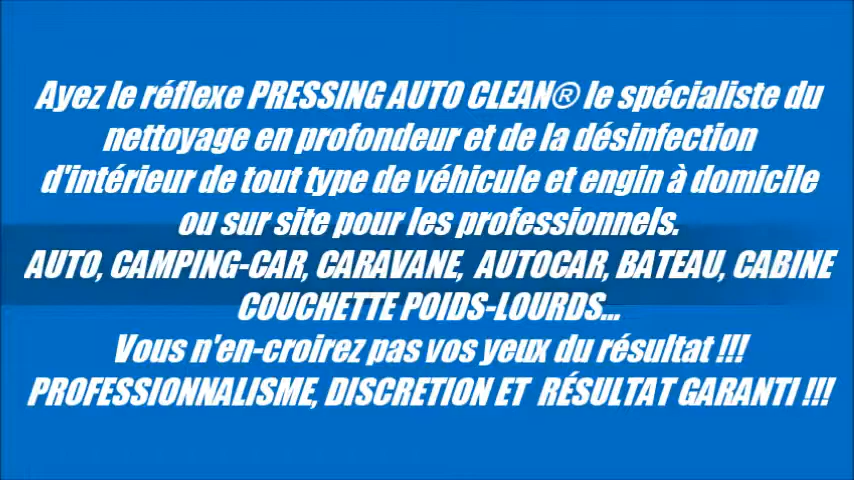 Ayez le réflexe PRESSING AUTO CLEAN® le spécialiste du
nettoyage en profondeur et de la désinfection
d'intérieur de tout type de véhicule et engin à domicile
ou sur site pour les professionnels.
AUTO, CAMPING-CAR, CARAVANE, AUTOCAR, BATEAU, CABINE
COUCHETTE POIDS-LOURDS...
Vous n'en-croirez pas vos yeux du résultat !!!
PROFESSIONNALISME, DISCRETION ET RÉSULTAT GARANTI !!!